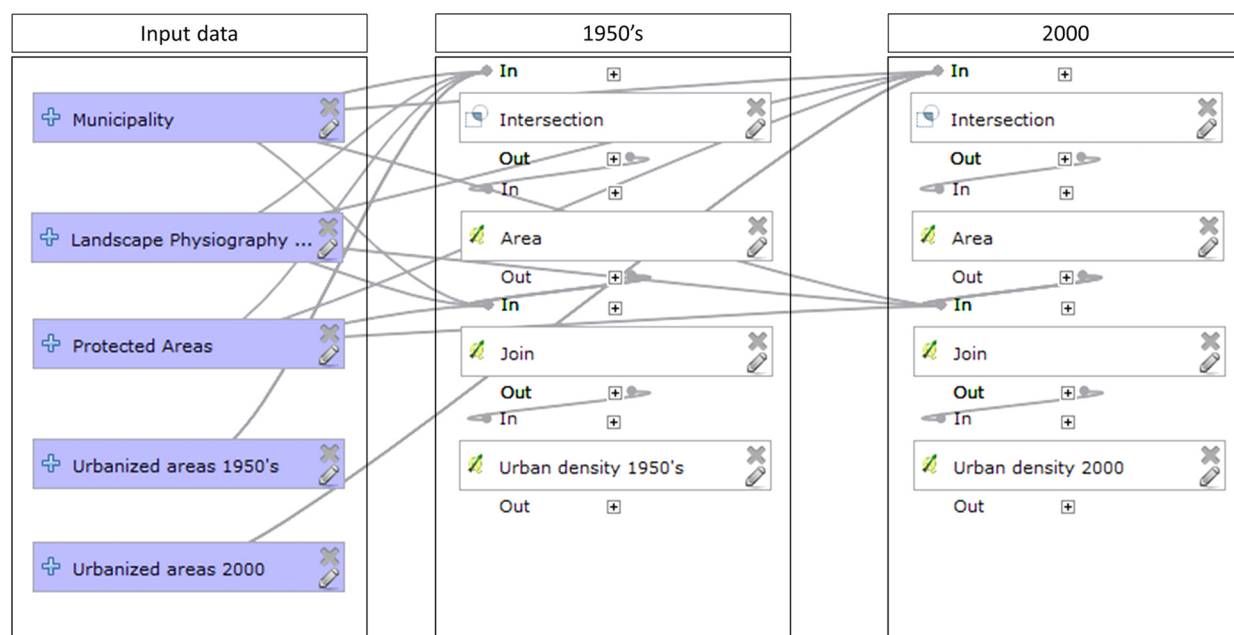 Input data
1950’s
2000
Municipality
Landscape Physiography ...
Protected Areas
Urbanized areas 1950's
Urbanized areas 2000
In
Intersection
Out
In
Area
Out
In
Join
Out
In
Urban density 1950's
Out
In
Intersection
Out
In
Area
Out
In
Join
Out
In
Urban density 2000
Out